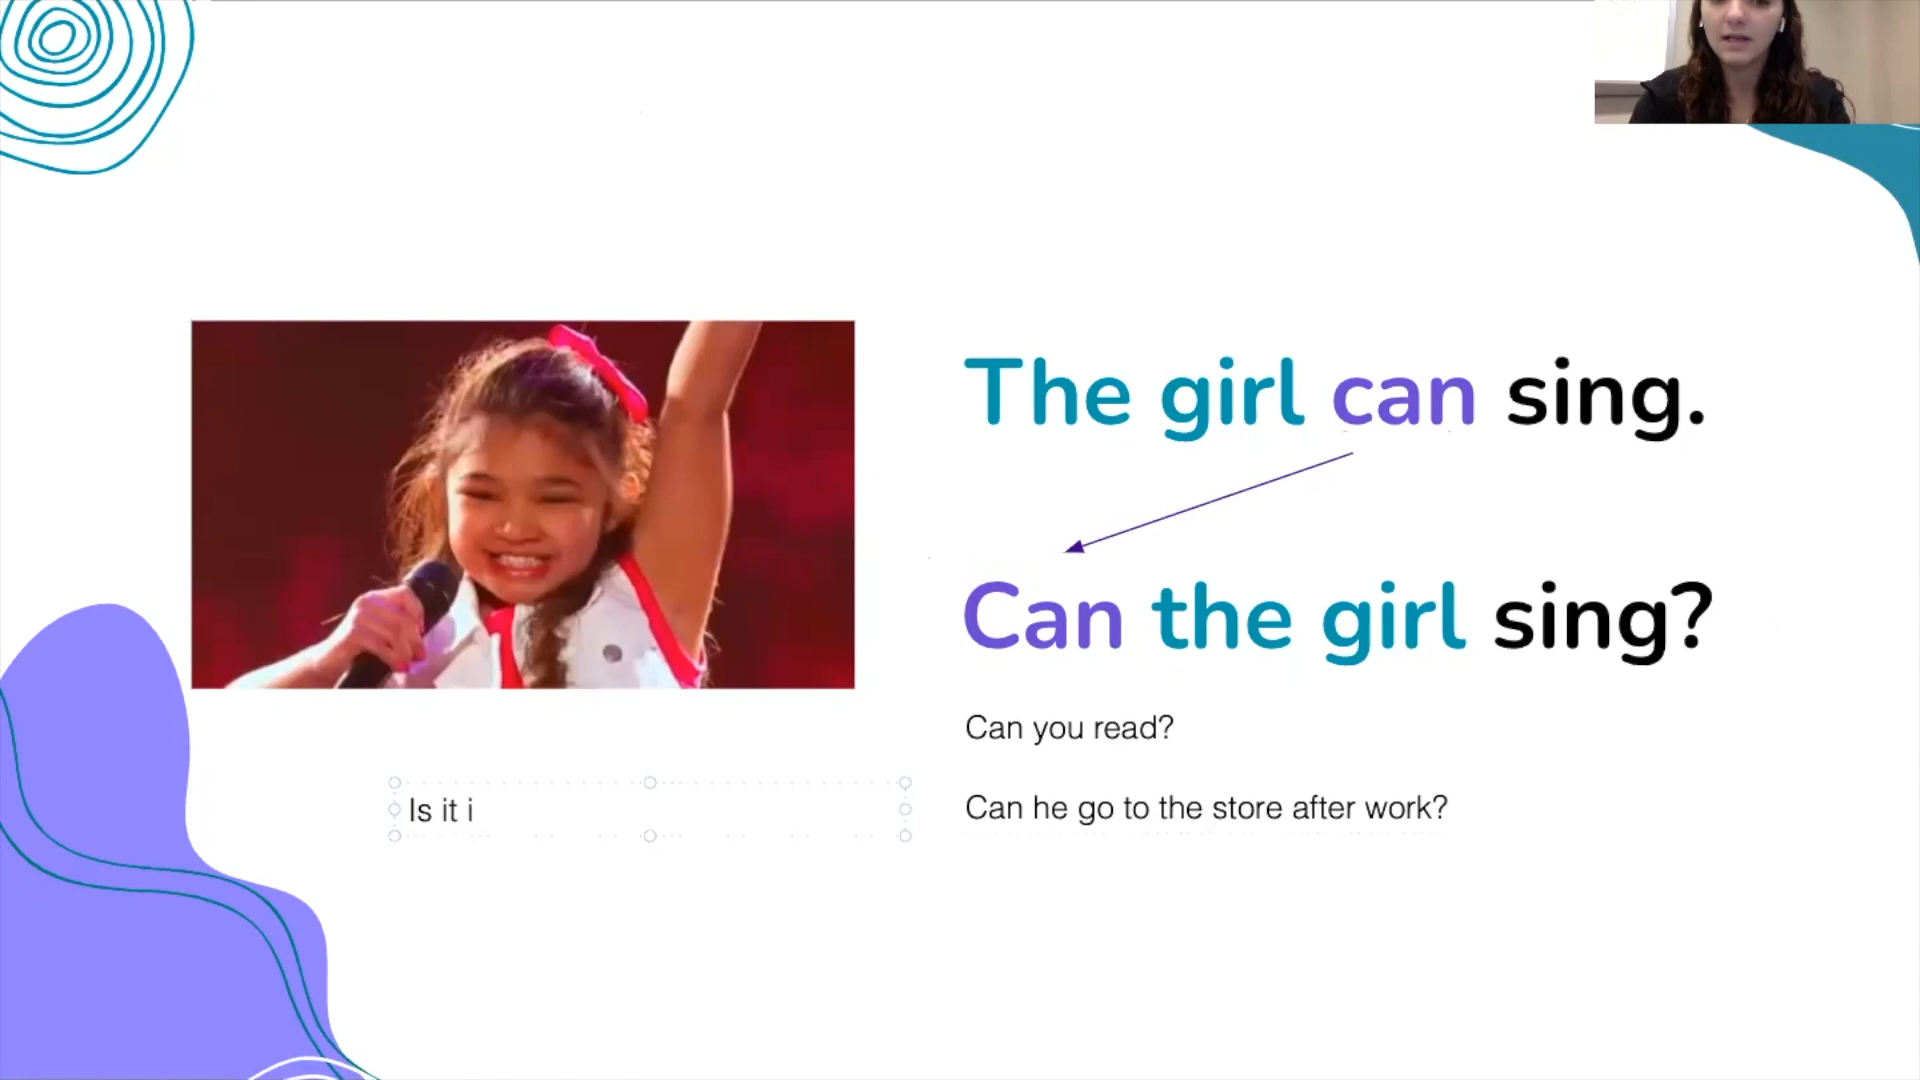 The girl can sing.
Can the girl sing?
Can you read?
Can he go to the store after work?
Is it i